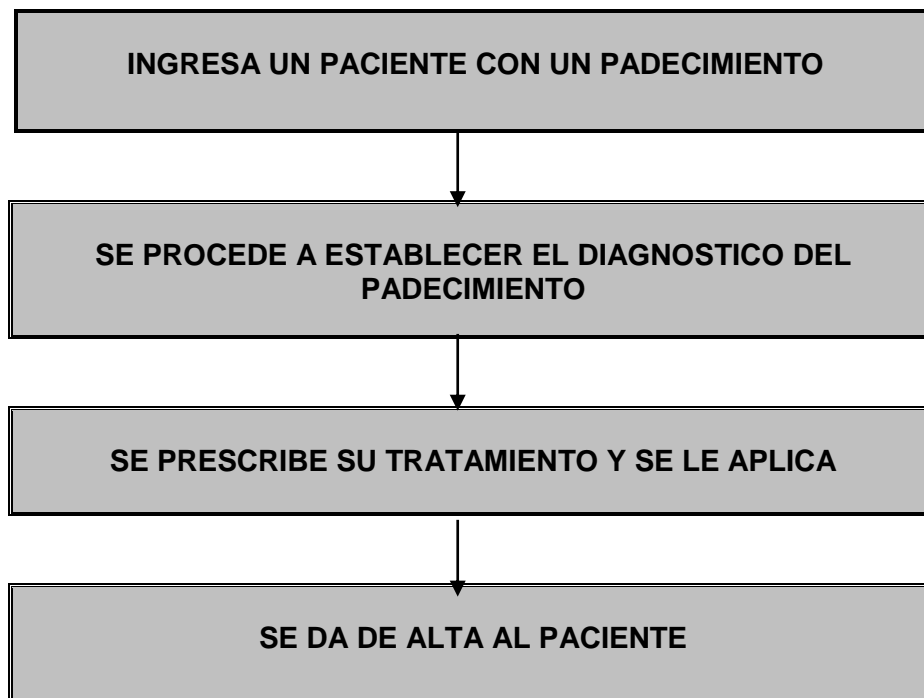 INGRESA UN PACIENTE CON UN PADECIMIENTO
SE PROCEDE A ESTABLECER EL DIAGNOSTICO DEL
PADECIMIENTO
SE PRESCRIBE SU TRATAMIENTO Y SE LE APLICA
SE DA DE ALTA AL PACIENTE